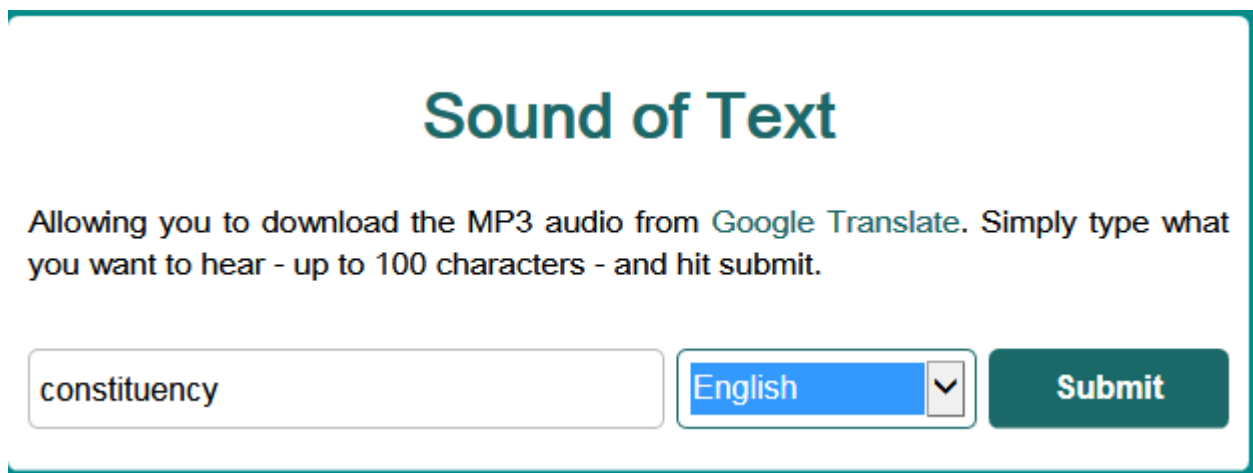 Sound of Text
Allowing you to download the MP3 audio from Google Translate. Simply type what
you want to hear - up to 100 characters - and hit submit.
constituency English Submit